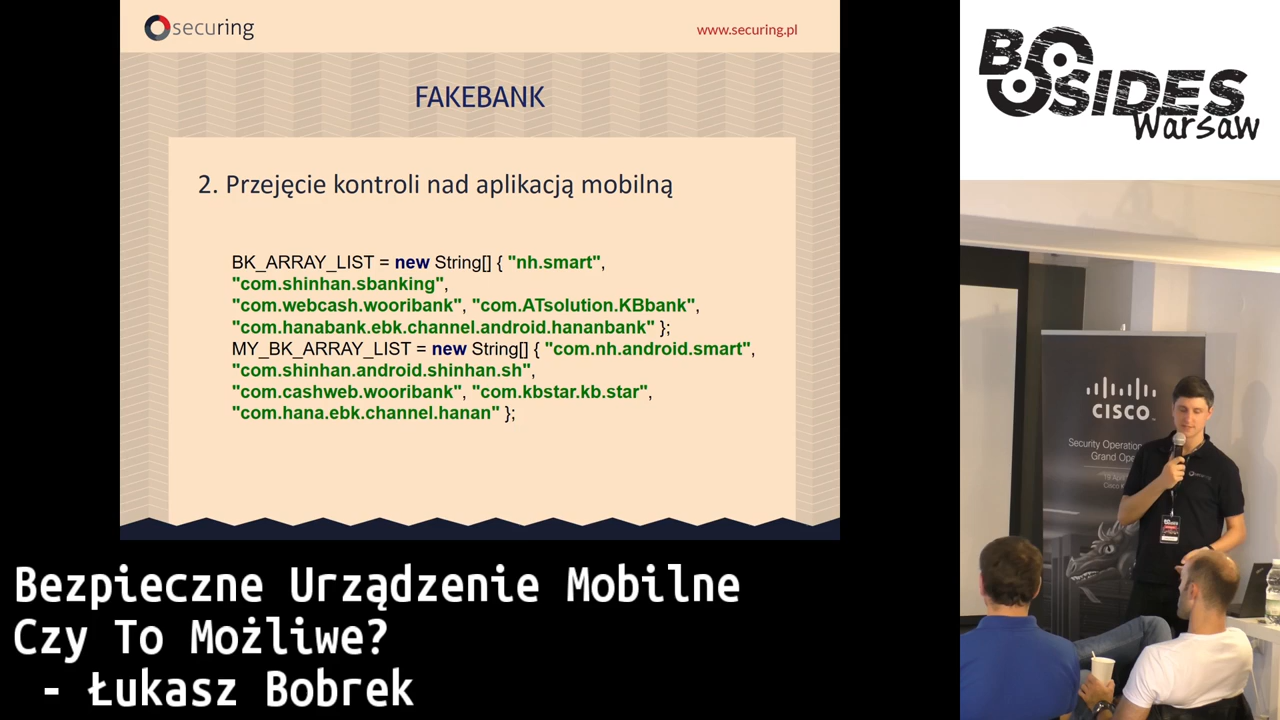 securing
www.securing.pl
FAKEBANK
2. Przejęcie kontroli nad aplikacją mobilną
BK_ARRAY_LIST = new String[] { "nh.smart",
"com.shinhan.sbanking",
"com.webcash.wooribank", "com.ATsolution.KBbank",
"com.hanabank.ebk.channel.android.hananbank" };
MY_BK_ARRAY_LIST = new String[] { "com.nh.android.smart",
"com.shinhan.android.shinhan.sh",
"com.cashweb.wooribank", "com.kbstar.kb.star",
"com.hana.ebk.channel.hanan" };
Bezpieczne Urządzenie Mobilne
Czy To Możliwe?
- Łukasz Bobrek
BSIDES
Warsaw
CISCO
Security Operation
Grand Ope
securing